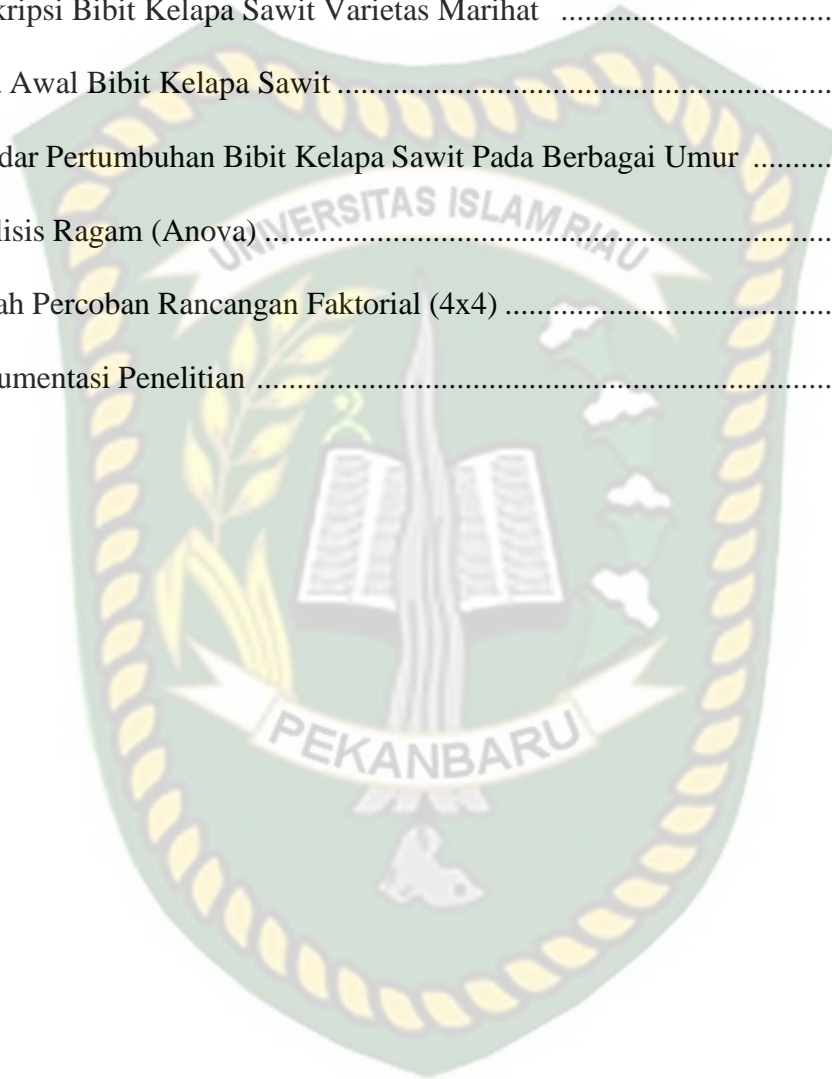 kripsi Bibit Kelapa Sawit Varietas Marihat ..............................
Awal Bibit Kelapa Sawit ..............................................................
dar Pertumbuhan Bibit Kelapa Sawit Pada Berbagai Umur ..........
lisis Ragam (Anova) ......................................................................
ah Percoban Rancangan Faktorial (4x4) .......................................
umentasi Penelitian .......................................................................
UNIVERSITAS ISLAM RIAU
PEKANBARU